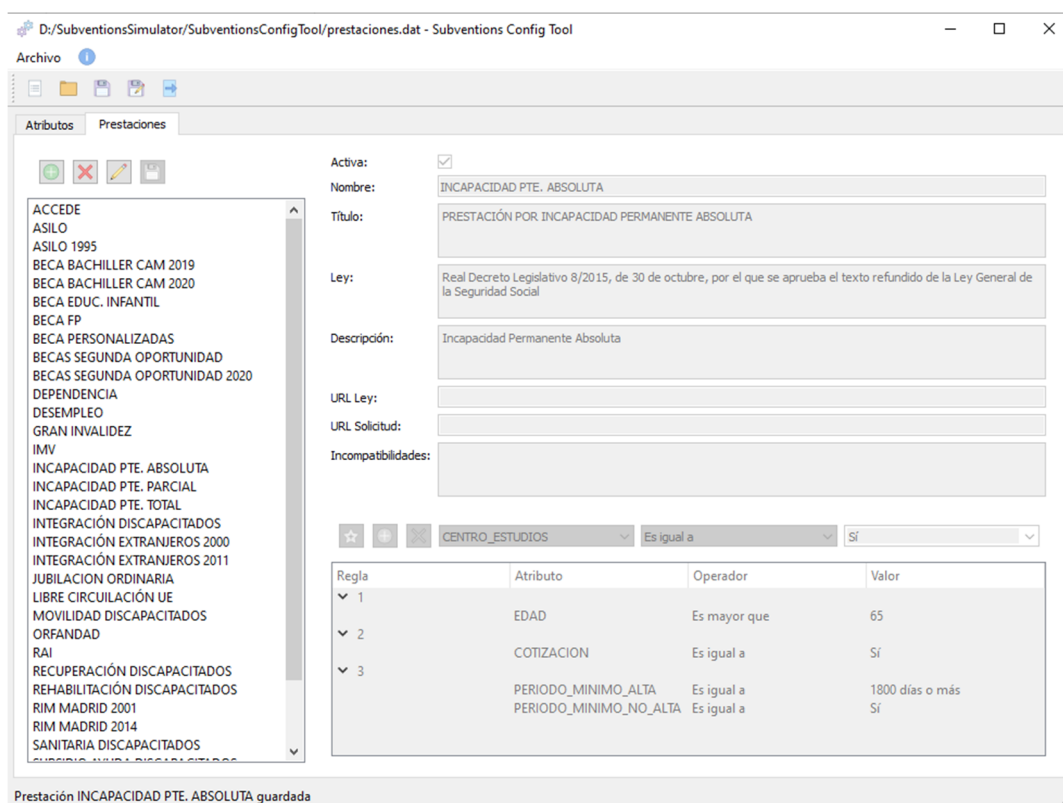 D:/SubventionsSimulator/SubventionsConfigTool/prestaciones.dat - Subventions Config Tool
Archivo
Atributos Prestaciones
ACCEDE
ASILO
ASILO 1995
BECA BACHILLER CAM 2019
BECA BACHILLER CAM 2020
BECA EDUC. INFANTIL
BECA FP
BECA PERSONALIZADAS
BECAS SEGUNDA OPORTUNIDAD
BECAS SEGUNDA OPORTUNIDAD 2020
DEPENDENCIA
DESEMPLEO
GRAN INVALIDEZ
IMV
INCAPACIDAD PTE. ABSOLUTA
INCAPACIDAD PTE. PARCIAL
INCAPACIDAD PTE. TOTAL
INTEGRACIÓN DISCAPACITADOS
INTEGRACIÓN EXTRANJEROS 2000
INTEGRACIÓN EXTRANJEROS 2011
JUBILACION ORDINARIA
LIBRE CIRCUILACIÓN UE
MOVILIDAD DISCAPACITADOS
ORFANDAD
RAI
RECUPERACIÓN DISCAPACITADOS
REHABILITACIÓN DISCAPACITADOS
RIM MADRID 2001
RIM MADRID 2014
SANITARIA DISCAPACITADOS
Activa:
Nombre: INCAPACIDAD PTE. ABSOLUTA
Título: PRESTACIÓN POR INCAPACIDAD PERMANENTE ABSOLUTA
Ley: Real Decreto Legislativo 8/2015, de 30 de octubre, por el que se aprueba el texto refundido de la Ley General de
la Seguridad Social
Descripción: Incapacidad Permanente Absoluta
URL Ley:
URL Solicitud:
Incompatibilidades:
CENTRO_ESTUDIOS Es igual a Sí
Regla Atributo Operador Valor
1
EDAD Es mayor que 65
2
COTIZACION Es igual a Sí
3
PERIODO_MINIMO_ALTA Es igual a 1800 días o más
PERIODO_MINIMO_NO_ALTA Es igual a Sí
Prestación INCAPACIDAD PTE. ABSOLUTA guardada